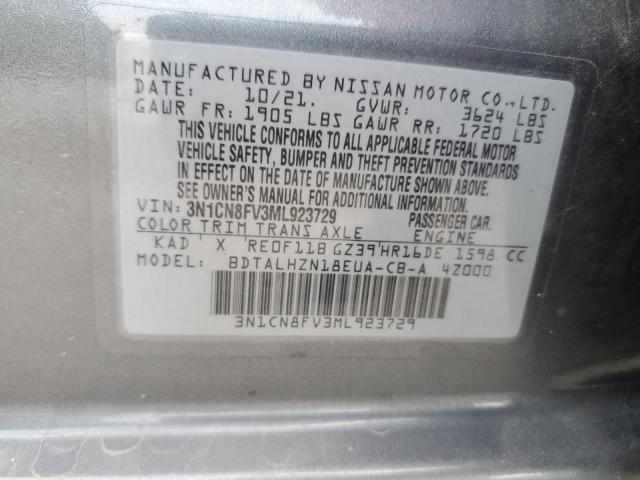 MANUFACTURED BY NISSAN MOTOR CO.,LTD.
DATE: 10/21. GVWR: 3624 LBS
GAWR FR: 1905 LBS GAWR RR: 1720 LBS
THIS VEHICLE CONFORMS TO ALL APPLICABLE FEDERAL MOTOR
VEHICLE SAFETY, BUMPER AND THEFT PREVENTION STANDARDS
IN EFFECT ON THE DATE OF MANUFACTURE SHOWN ABOVE.
SEE OWNER'S MANUAL FOR ADDITIONAL INFORMATION.
VIN: 3N1CN8FV3ML923729 PASSENGER CAR.
COLOR TRIM TRANS AXLE ENGINE
KAD X RE0F11B GZ39 HR16DE 1598 CC
MODEL: BDTALHZN18EUA-CB-A 4Z000
3N1CN8FV3ML923729